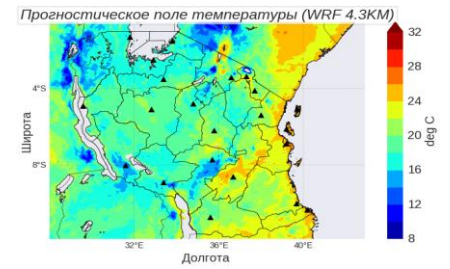 Прогностическое поле температуры (WRF 4.3KM)
32
28
24
20
16
12
8
deg C
4°S
8°S
Широта
32°E 36°E 40°E
Долгота